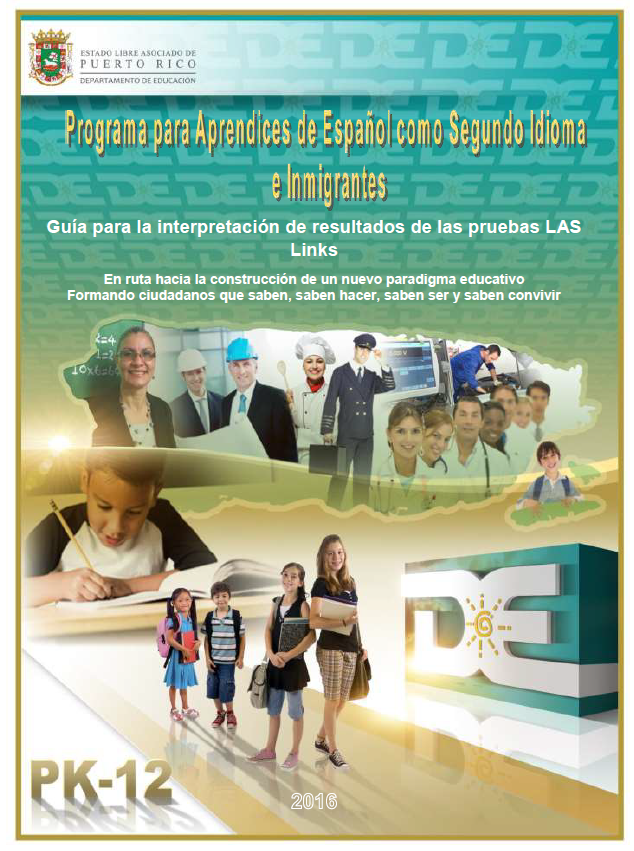 ESTADO LIBRE ASOCIADO DE
PUERTO RICO
DEPARTAMENTO DE EDUCACIÓN
Programa para Aprendices de Español como Segundo Idioma
e Inmigrantes
Guía para la interpretación de resultados de las pruebas LAS
Links
En ruta hacia la construcción de un nuevo paradigma educativo
Formando ciudadanos que saben, saben hacer, saben ser y saben convivir
DE
PK-12
2016